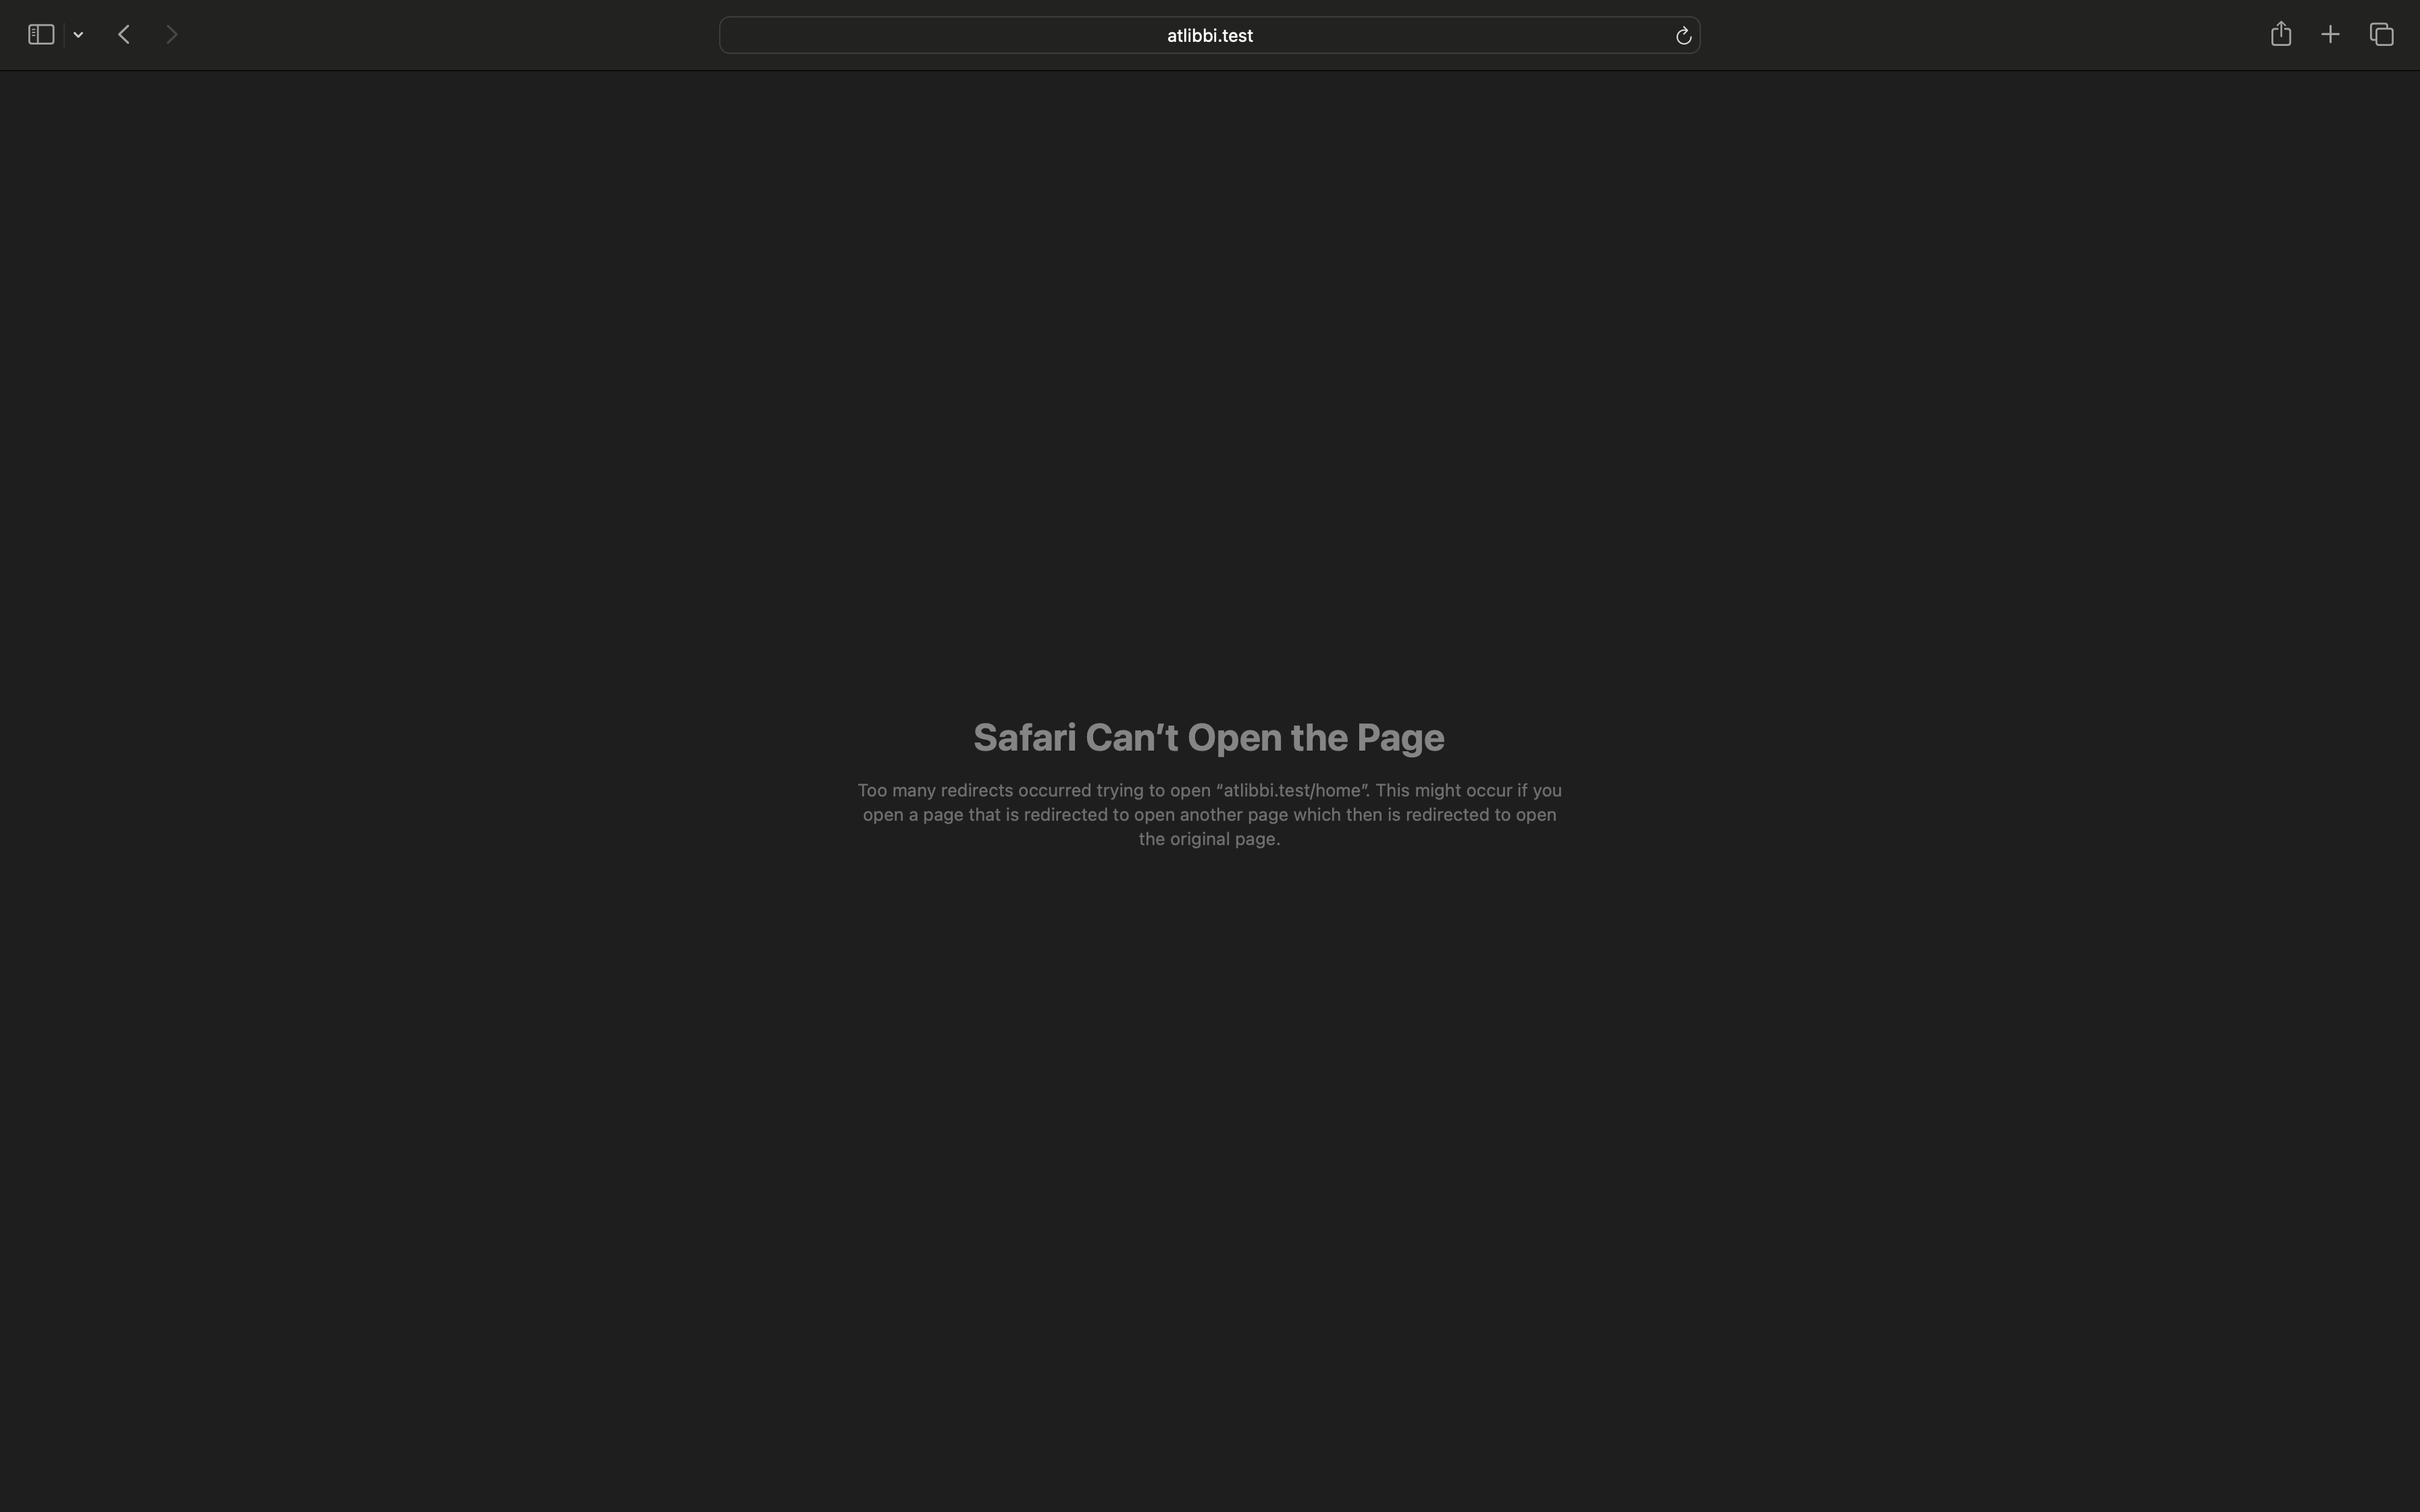 atlibbi.test
Safari Can’t Open the Page
Too many redirects occurred trying to open “atlibbi.test/home”. This might occur if you
open a page that is redirected to open another page which then is redirected to open
the original page.